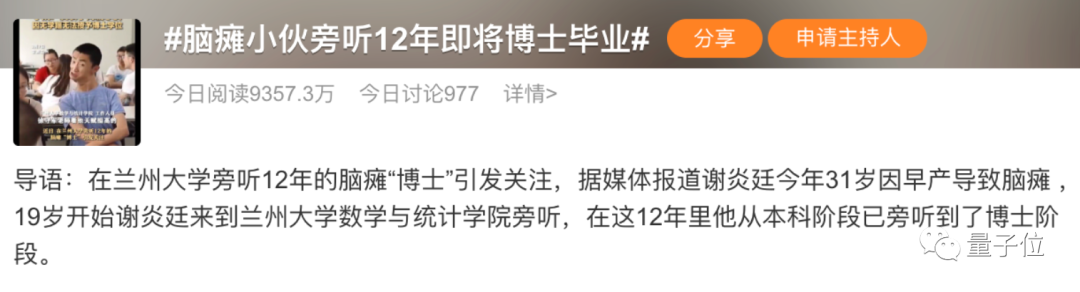 #脑瘫小伙旁听12年即将博士毕业#
分享
申请主持人
今日阅读9357.3万 今日讨论977 详情>
导语：在兰州大学旁听12年的脑瘫“博士”引发关注，据媒体报道谢炎廷今年31岁因早产导致脑瘫 ，
19岁开始谢炎廷来到兰州大学数学与统计学院旁听，在这12年里他从本科阶段已旁听到了博士阶
段。
量子位